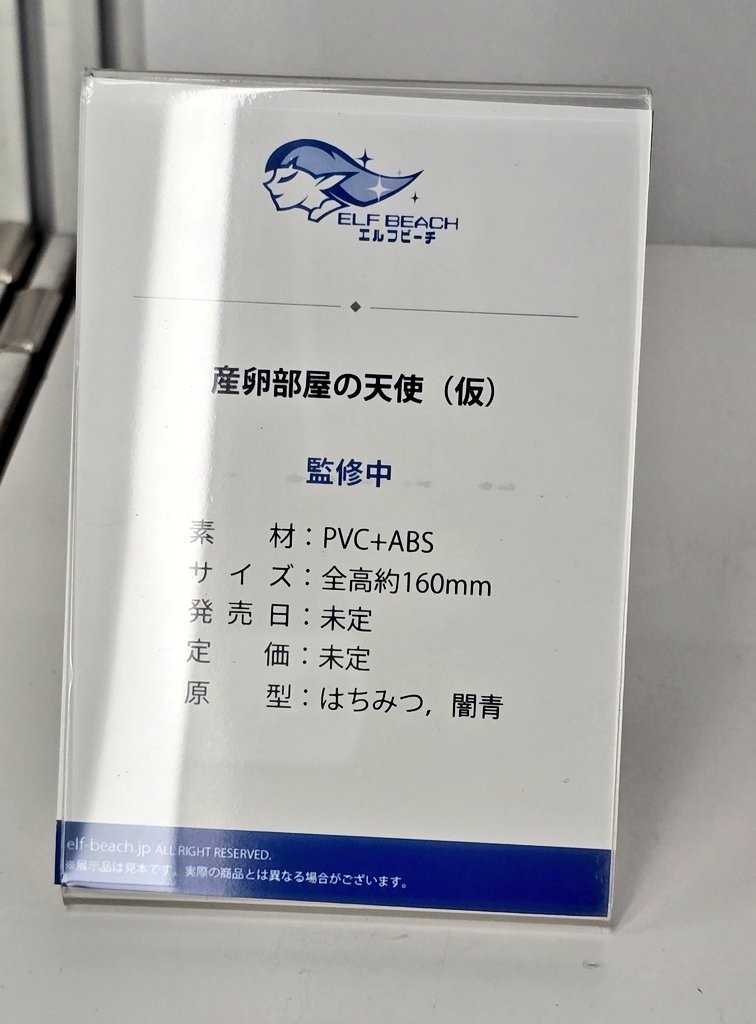 ELF BEACH
エルフビーチ
産卵部屋の天使（仮）
監修中
素材：PVC+ABS
サイズ：全高約160mm
発売日：未定
定価：未定
原型：はちみつ，闇青
elf-beach.jp ALL RIGHT RESERVED.
※展示品は見本です。実際の商品とは異なる場合がございます。